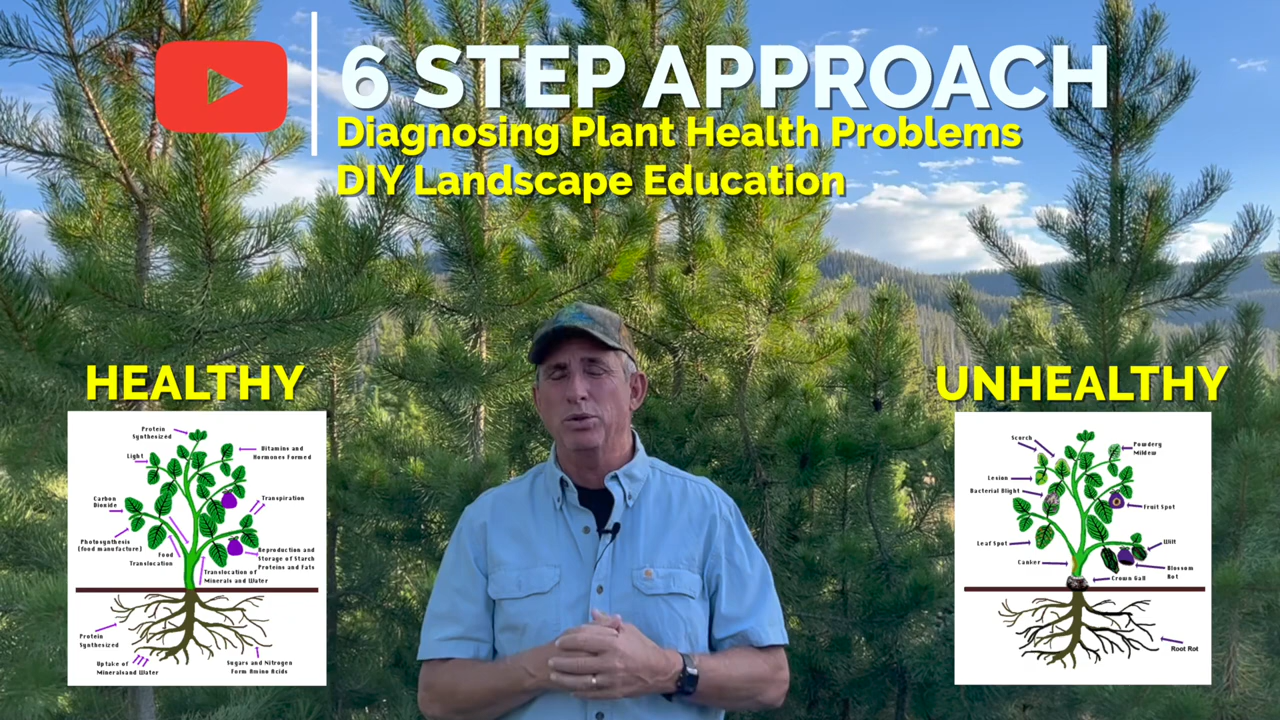 6 STEP APPROACH
Diagnosing Plant Health Problems
DIY Landscape Education
HEALTHY
Protein
Synthesized
Light
Vitamins and
Hormones Formed
Carbon
Dioxide
Transpiration
Photosynthesis
(food manufacture)
Food
Translocation
Reproduction and
Storage of Starch
Proteins and Fats
Translocation of
Minerals and Water
Protein
Synthesized
Uptake of
Minerals and Water
Sugars and Nitrogen
Form Amino Acids
UNHEALTHY
Scorch
Powdery
Mildew
Lesion
Bacterial Blight
Fruit Spot
Leaf Spot
Wilt
Canker
Blossom
Rot
Crown Gall
Root Rot